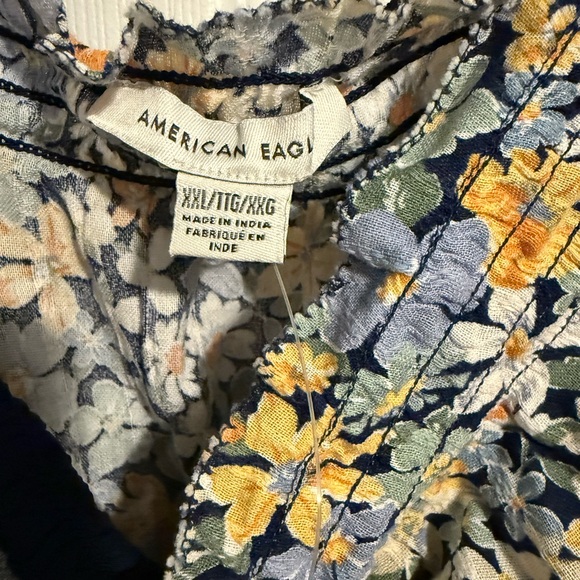 AMERICAN EAGL
XXL/TTG/XXG
MADE IN INDIA
FABRIQUÉ EN
INDE